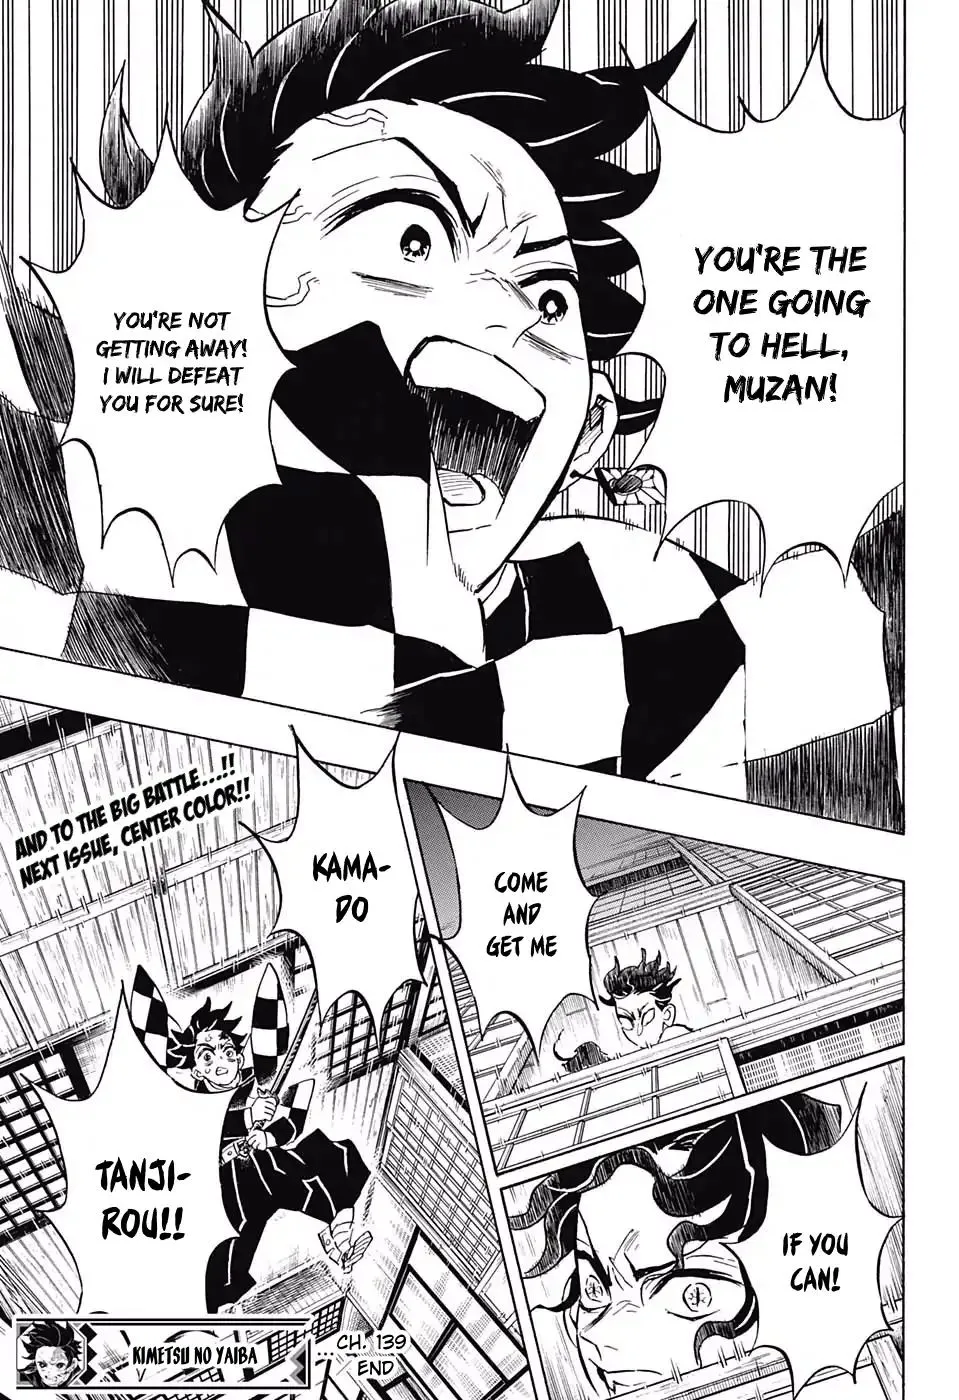 YOU'RE THE
ONE GOING
TO HELL,
MUZAN!
YOU'RE NOT
GETTING AWAY!
I WILL DEFEAT
YOU FOR SURE!
COME
AND
GET ME
IF YOU
CAN!
KAMA-
DO
TANJI-
ROU!!
AND TO THE BIG BATTLE...!!
NEXT ISSUE, CENTER COLOR!!
KIMETSU NO YAIBA
V
...CH. 139
END